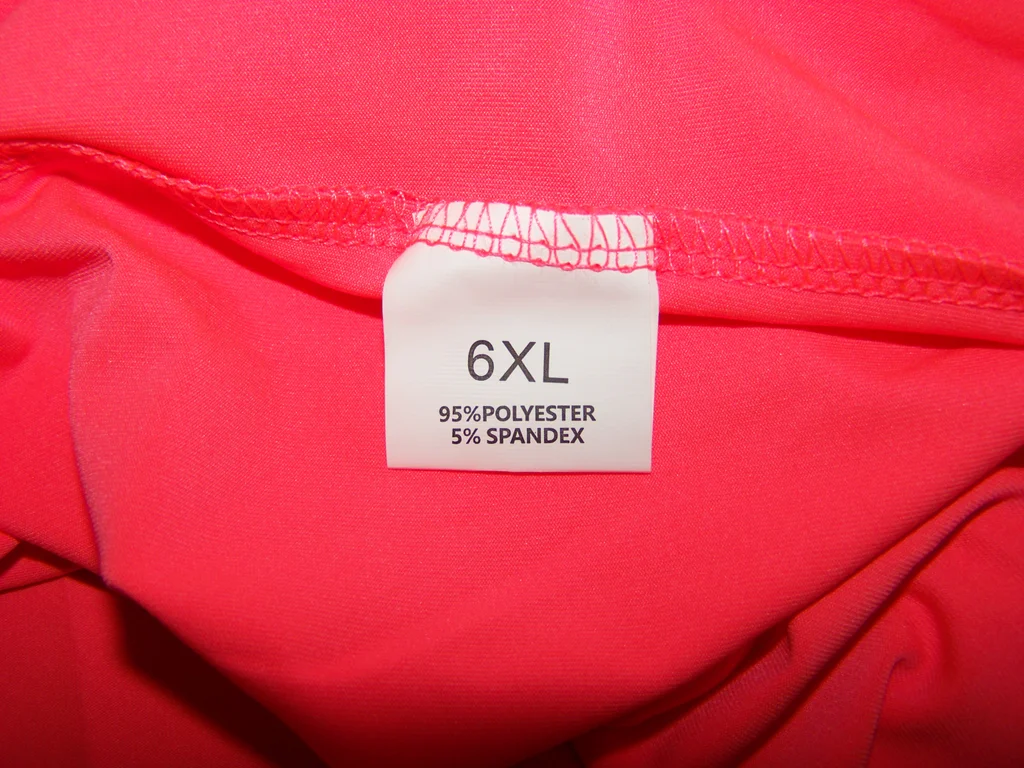 6XL
95%POLYESTER
5% SPANDEX